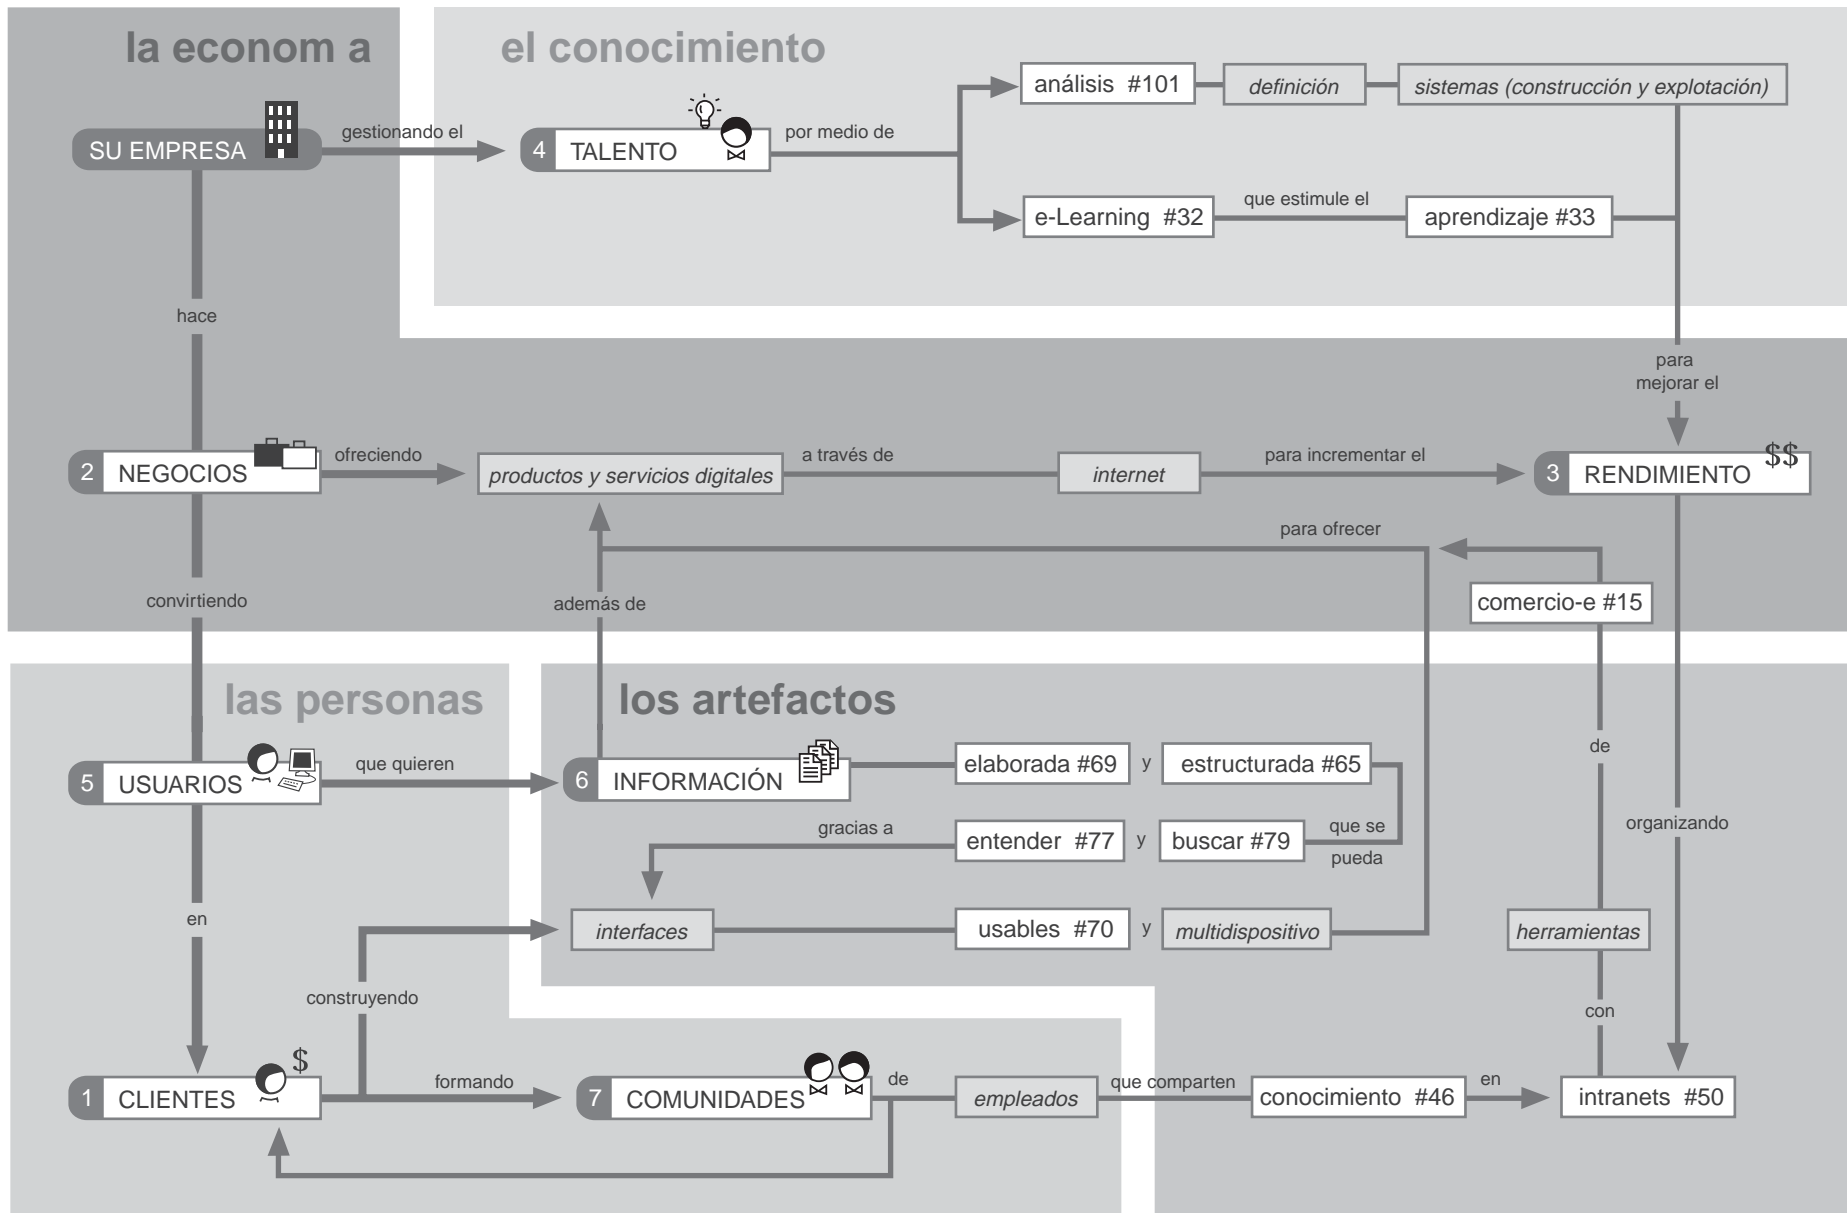 la econom a
el conocimiento
análisis #101
definición
sistemas (construcción y explotación)
SU EMPRESA
gestionando el
4 TALENTO
por medio de
e-Learning #32
que estimule el
aprendizaje #33
hace
para
mejorar el
2 NEGOCIOS
ofreciendo
productos y servicios digitales
a través de
internet
para incrementar el
3 RENDIMIENTO
$$
para ofrecer
convirtiendo
además de
comercio-e #15
las personas
los artefactos
5 USUARIOS
que quieren
6 INFORMACIÓN
elaborada #69
y
estructurada #65
de
gracias a
entender #77
y
buscar #79
que se
pueda
organizando
en
interfaces
usables #70
y
multidispositivo
herramientas
construyendo
con
1 CLIENTES
$
formando
7 COMUNIDADES
de
empleados
que comparten
conocimiento #46
en
intranets #50